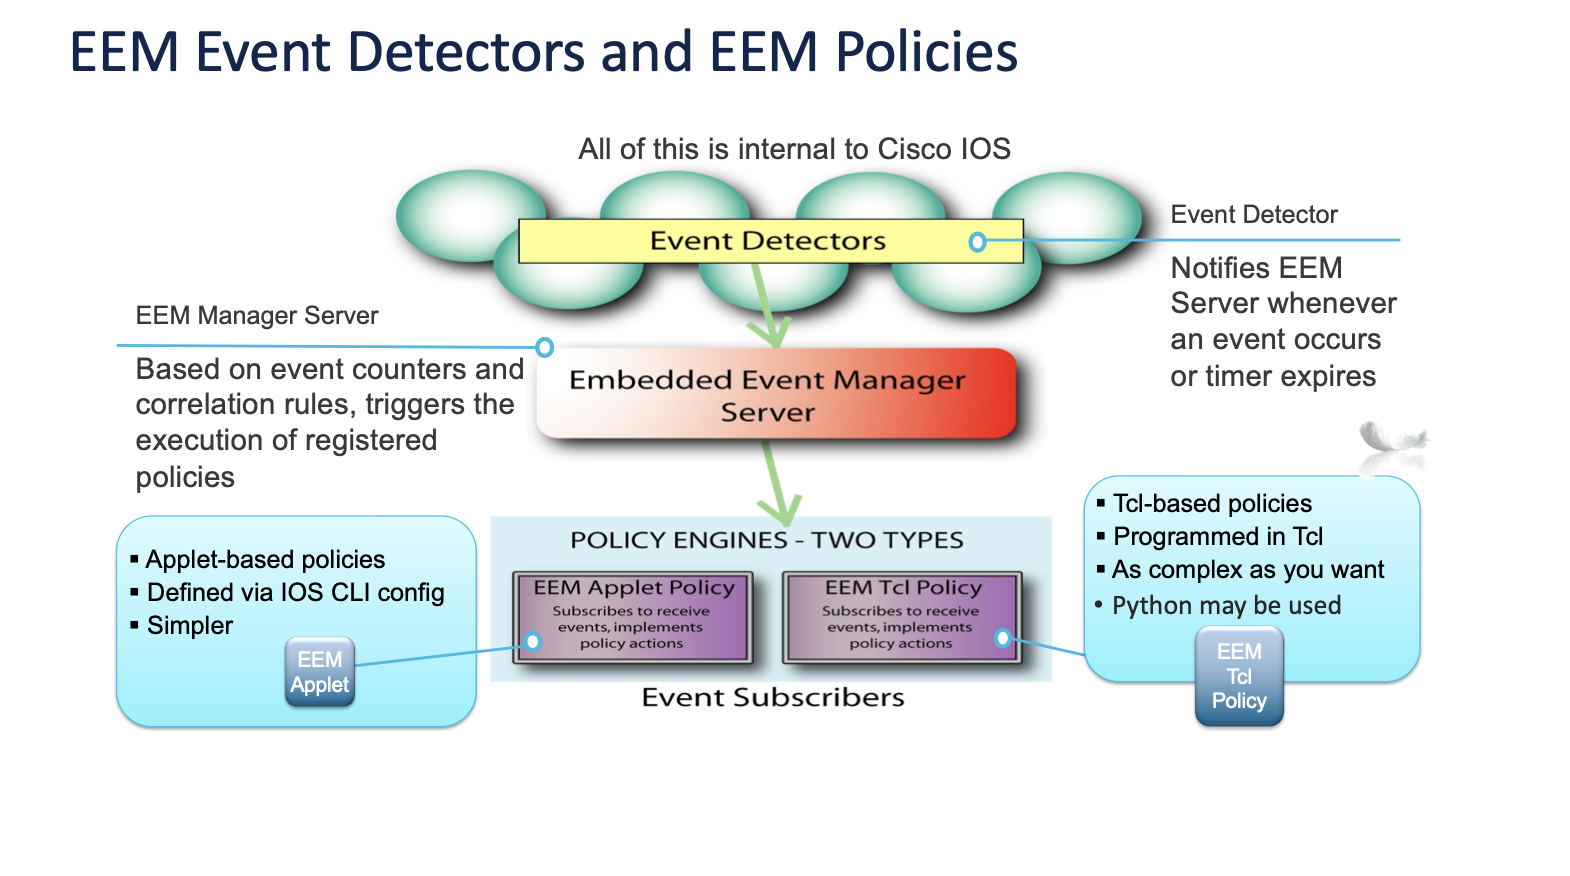 EEM Event Detectors and EEM Policies
All of this is internal to Cisco IOS
Event Detectors
Event Detector
Notifies EEM
Server whenever
an event occurs
or timer expires
EEM Manager Server
Based on event counters and
correlation rules, triggers the
execution of registered
policies
Embedded Event Manager
Server
▪ Applet-based policies
▪ Defined via IOS CLI config
▪ Simpler
EEM
Applet
POLICY ENGINES - TWO TYPES
EEM Applet Policy
Subscribes to receive
events, implements
policy actions
EEM Tcl Policy
Subscribes to receive
events, implements
policy actions
Event Subscribers
▪ Tcl-based policies
▪ Programmed in Tcl
▪ As complex as you want
• Python may be used
EEM
Tcl
Policy